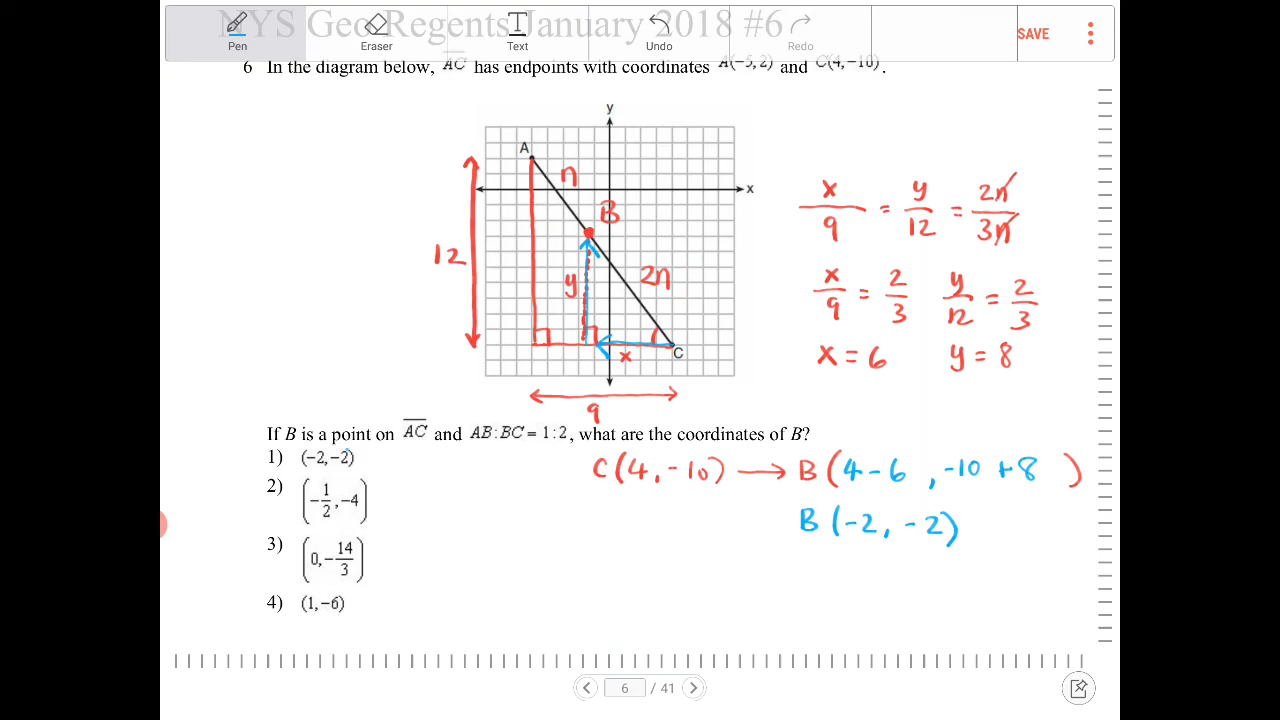 NYS Geo Regents January 2018 #6
Pen Eraser Text Undo Redo SAVE
6 In the diagram below, AC has endpoints with coordinates A(−5,2) and C(4,−10).
y
A
n
x
B
12
2n
y
C
x
9
x/9 = y/12 = 2n/3n
x/9 = 2/3 y/12 = 2/3
x = 6 y = 8
If B is a point on AC and AB:BC = 1:2, what are the coordinates of B?
1) (−2,−2)
2) (−1/2,−4)
3) (0,−14/3)
4) (1,−6)
C(4, -10) → B(4-6, -10+8)
B(-2, -2)
6 / 41